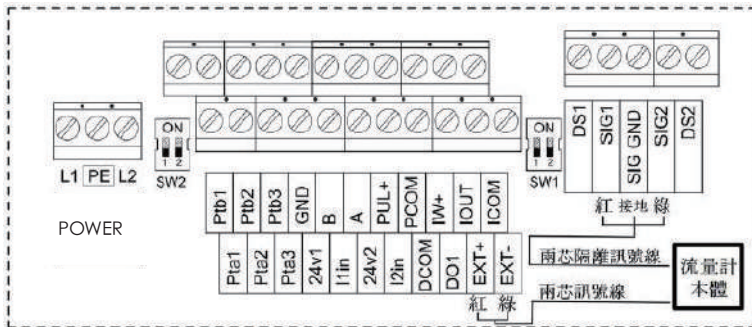 ON
1 2
SW2
ON
1 2
SW1
L1 PE L2
POWER
Ptb1 Ptb2 Ptb3 GND B A PUL+ PCOM IW+ IOUT ICOM
Pta1 Pta2 Pta3 24v1 I1in 24v2 I2in DCOM DO1 EXT+ EXT-
紅 綠
DS1 SIG1 SIG GND SIG2 DS2
紅 接地 綠
兩芯隔離訊號線
兩芯訊號線
流量計
本體